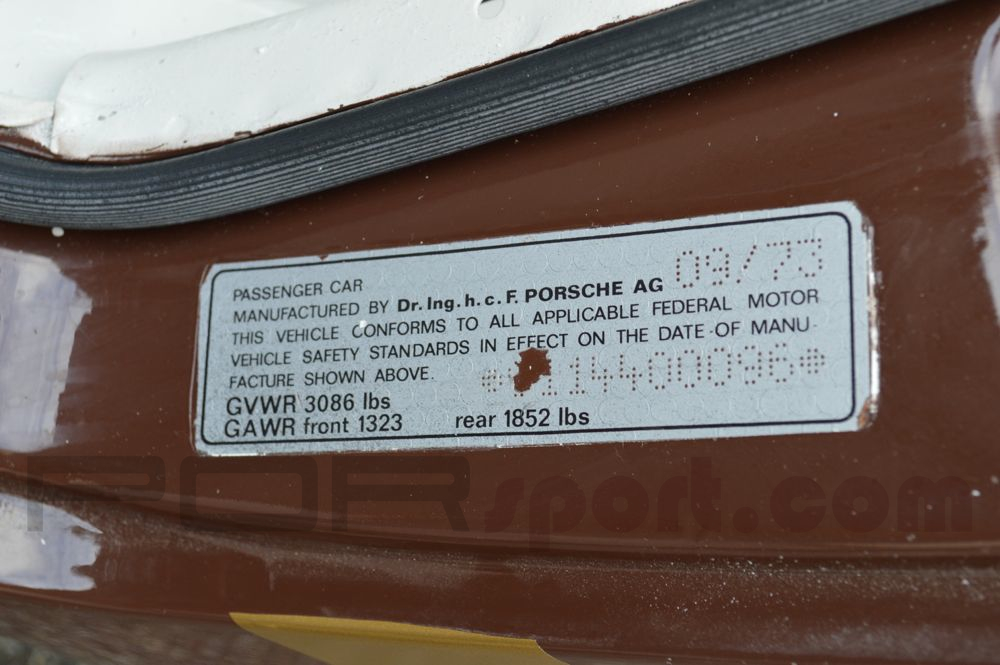 09/73
PASSENGER CAR
MANUFACTURED BY Dr. Ing. h. c. F. PORSCHE AG
THIS VEHICLE CONFORMS TO ALL APPLICABLE FEDERAL MOTOR
VEHICLE SAFETY STANDARDS IN EFFECT ON THE DATE OF MANU-
FACTURE SHOWN ABOVE.
GVWR 3086 lbs
GAWR front 1323 rear 1852 lbs
sport.com